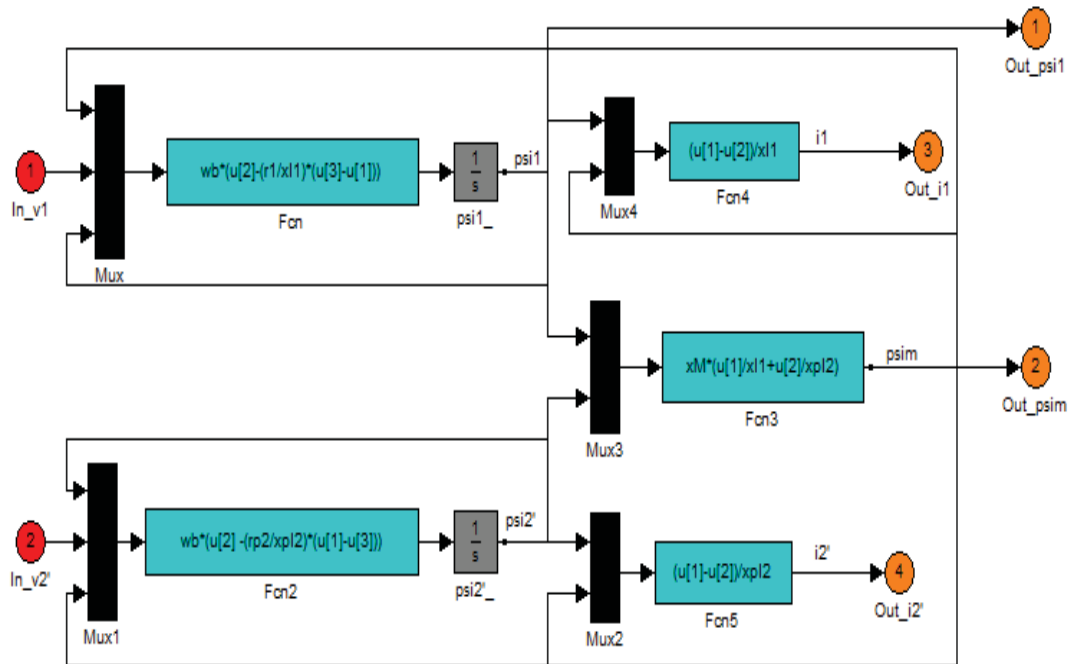 1
Out_psi1
1
In_v1
Mux
wb*(u[2]-(r1/xl1)*(u[3]-u[1]))
Fcn
1
s
psi1_
psi1
Mux4
(u[1]-u[2])/xl1
Fcn4
i1
3
Out_i1
Mux3
xM*(u[1]/xl1+u[2]/xpl2)
Fcn3
psim
2
Out_psim
2
In_v2'
Mux1
wb*(u[2] -(rp2/xpl2)*(u[1]-u[3]))
Fcn2
1
s
psi2'_
psi2'
Mux2
(u[1]-u[2])/xpl2
Fcn5
i2'
4
Out_i2'